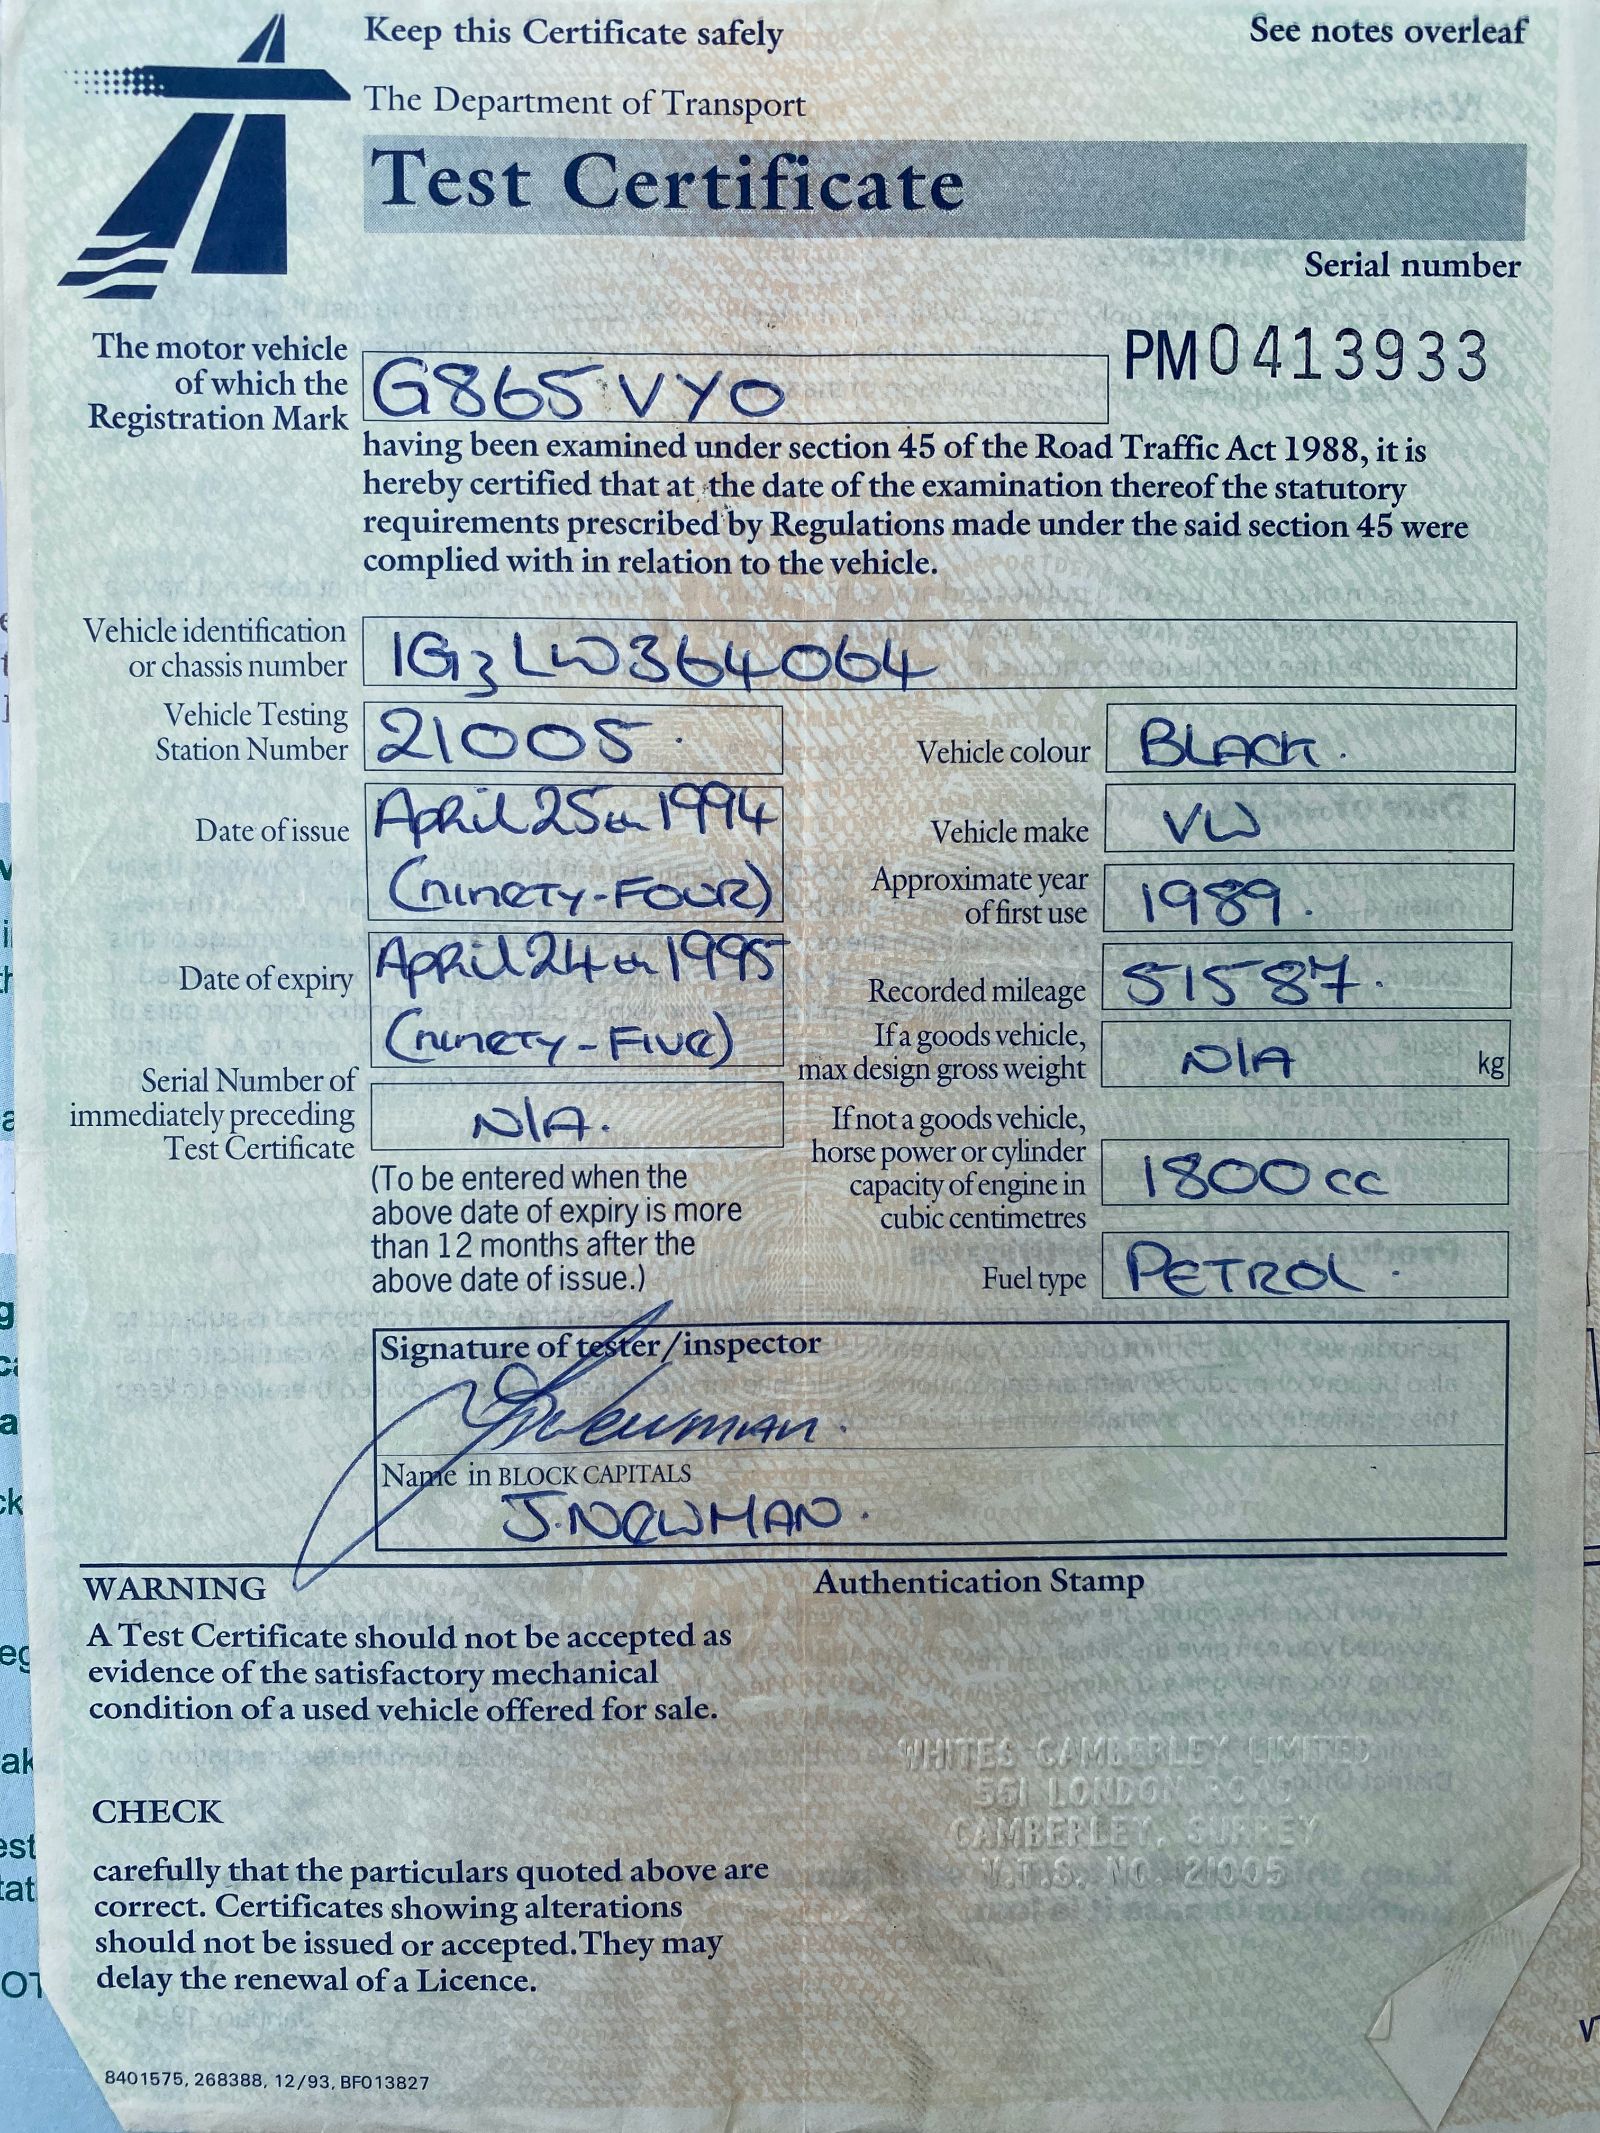 Keep this Certificate safely
See notes overleaf
The Department of Transport
Test Certificate
Serial number
PM0413933
The motor vehicle
of which the
Registration Mark
G865 VYO
having been examined under section 45 of the Road Traffic Act 1988, it is
hereby certified that at the date of the examination thereof the statutory
requirements prescribed by Regulations made under the said section 45 were
complied with in relation to the vehicle.
Vehicle identification
or chassis number
1GZLW364064
Vehicle Testing
Station Number
21005.
Vehicle colour
BLACK.
Date of issue
April 25th 1994
(NINETY-FOUR)
Vehicle make
VW
Approximate year
of first use
1989.
Date of expiry
April 24th 1995
(NINETY-FIVE)
Recorded mileage
51587.
If a goods vehicle,
max design gross weight
N/A
kg
Serial Number of
immediately preceding
Test Certificate
N/A.
(To be entered when the
above date of expiry is more
than 12 months after the
above date of issue.)
If not a goods vehicle,
horse power or cylinder
capacity of engine in
cubic centimetres
1800cc
Fuel type
PETROL.
Signature of tester/inspector
J Newman.
Name in BLOCK CAPITALS
J. NEWMAN.
WARNING
A Test Certificate should not be accepted as
evidence of the satisfactory mechanical
condition of a used vehicle offered for sale.
Authentication Stamp
WHITES CAMBERLEY LIMITED
551 LONDON ROAD
CAMBERLEY, SURREY
V.T.S. NO. 21005
CHECK
carefully that the particulars quoted above are
correct. Certificates showing alterations
should not be issued or accepted. They may
delay the renewal of a Licence.
8401575, 268388, 12/93, BF013827